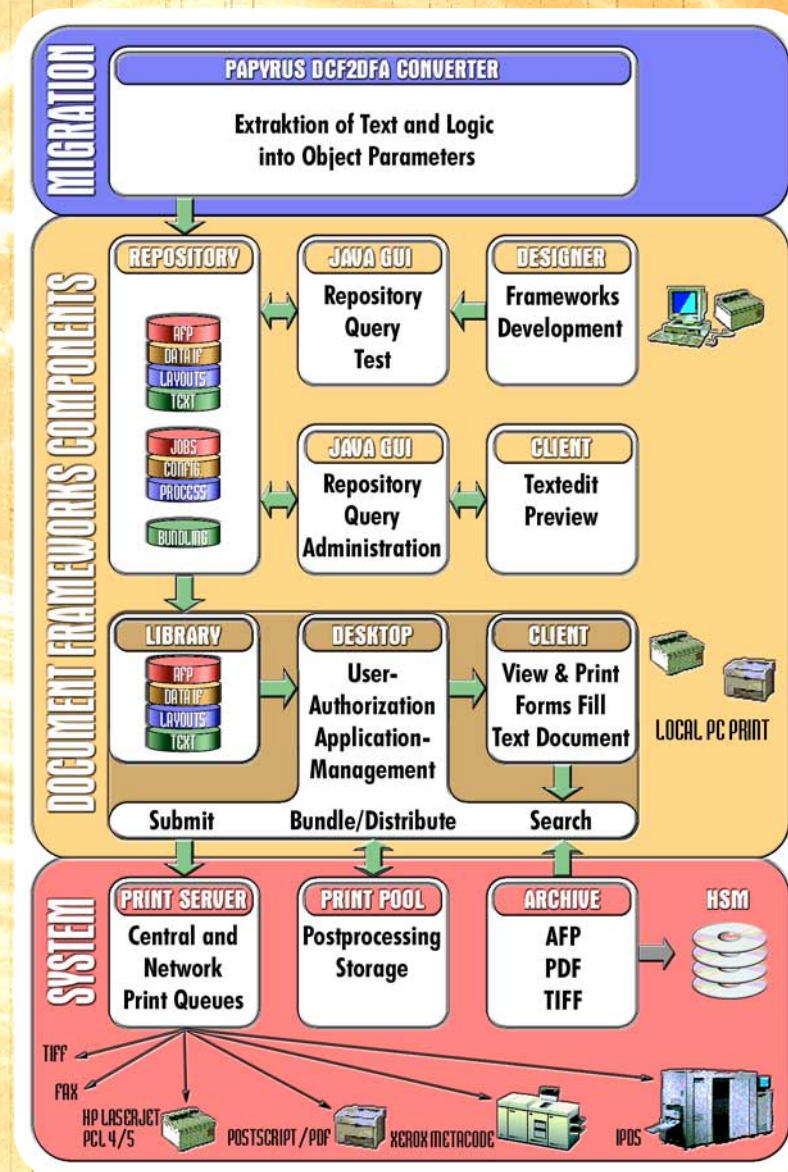 MIGRATION
PAPYRUS DCF2DFA CONVERTER
Extraktion of Text and Logic
into Object Parameters
DOCUMENT FRAMEWORKS COMPONENTS
REPOSITORY
AFP
DATA IF
LAYOUTS
TEXT
JOBS
CONFIG.
PROCESS
BUNDLING
JAVA GUI
Repository
Query
Test
DESIGNER
Frameworks
Development
JAVA GUI
Repository
Query
Administration
CLIENT
Textedit
Preview
LIBRARY
AFP
DATA IF
LAYOUTS
TEXT
DESKTOP
User-
Authorization
Application-
Management
CLIENT
View & Print
Forms Fill
Text Document
LOCAL PC PRINT
Submit
Bundle/Distribute
Search
SYSTEM
PRINT SERVER
Central and
Network
Print Queues
PRINT POOL
Postprocessing
Storage
ARCHIVE
AFP
PDF
TIFF
HSM
TIFF
FAX
HP LASERJET
PCL 4/5
POSTSCRIPT / PDF
XEROX METACODE
IPDS